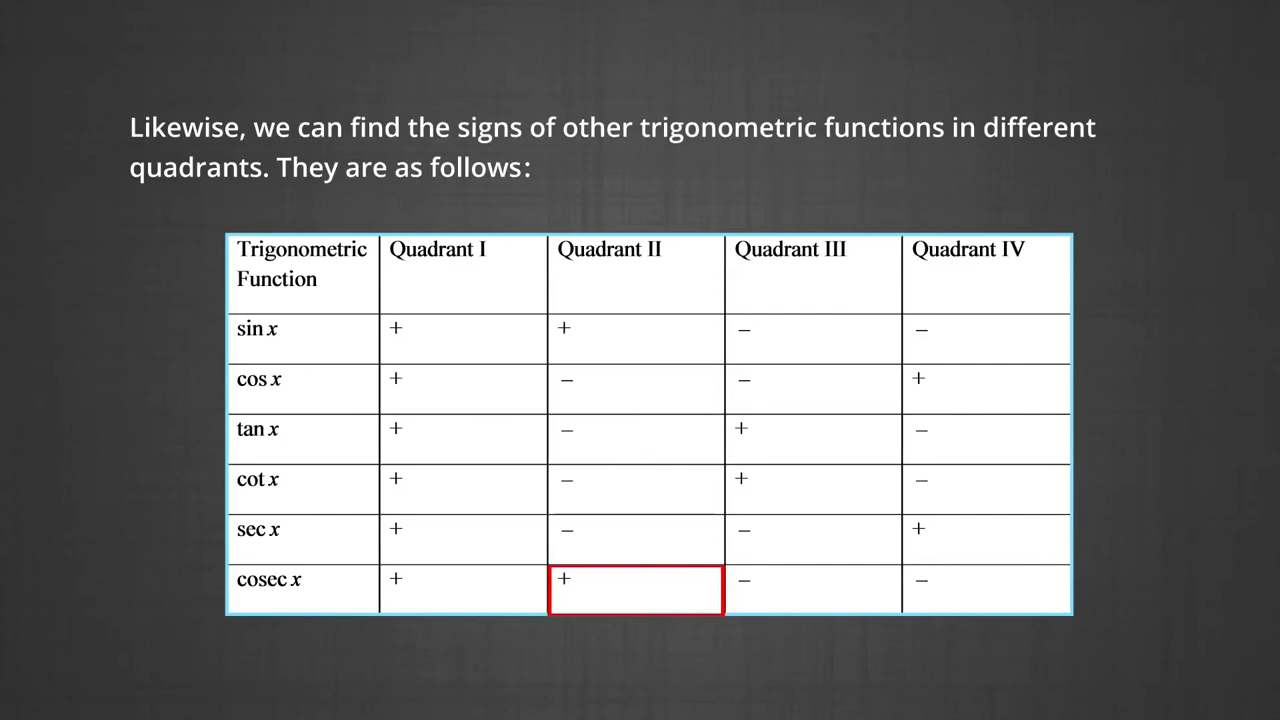 Likewise, we can find the signs of other trigonometric functions in different
quadrants. They are as follows:
Trigonometric Function Quadrant I Quadrant II Quadrant III Quadrant IV
sin x + + – –
cos x + – – +
tan x + – + –
cot x + – + –
sec x + – – +
cosec x + + – –